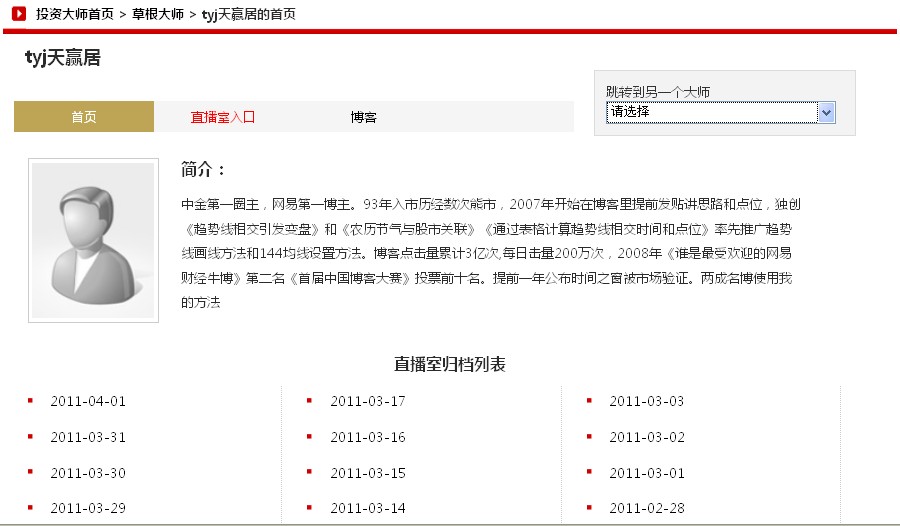 投资大师首页 > 草根大师 > tyj天赢居的首页
tyj天赢居
跳转到另一个大师
请选择
首页 直播室入口 博客
简介：
中金第一圈主，网易第一博主。93年入市历经数次熊市，2007年开始在博客里提前发贴讲思路和点位，独创
《趋势线相交引发变盘》和《农历节气与股市关联》《通过表格计算趋势线相交时间和点位》率先推广趋势
线画线方法和144均线设置方法。博客点击量累计3亿次,每日击量200万次，2008年《谁是最受欢迎的网易
财经牛博》第二名《首届中国博客大赛》投票前十名。提前一年公布时间之窗被市场验证。两成名博使用我
的方法
直播室归档列表
2011-04-01 2011-03-17 2011-03-03
2011-03-31 2011-03-16 2011-03-02
2011-03-30 2011-03-15 2011-03-01
2011-03-29 2011-03-14 2011-02-28